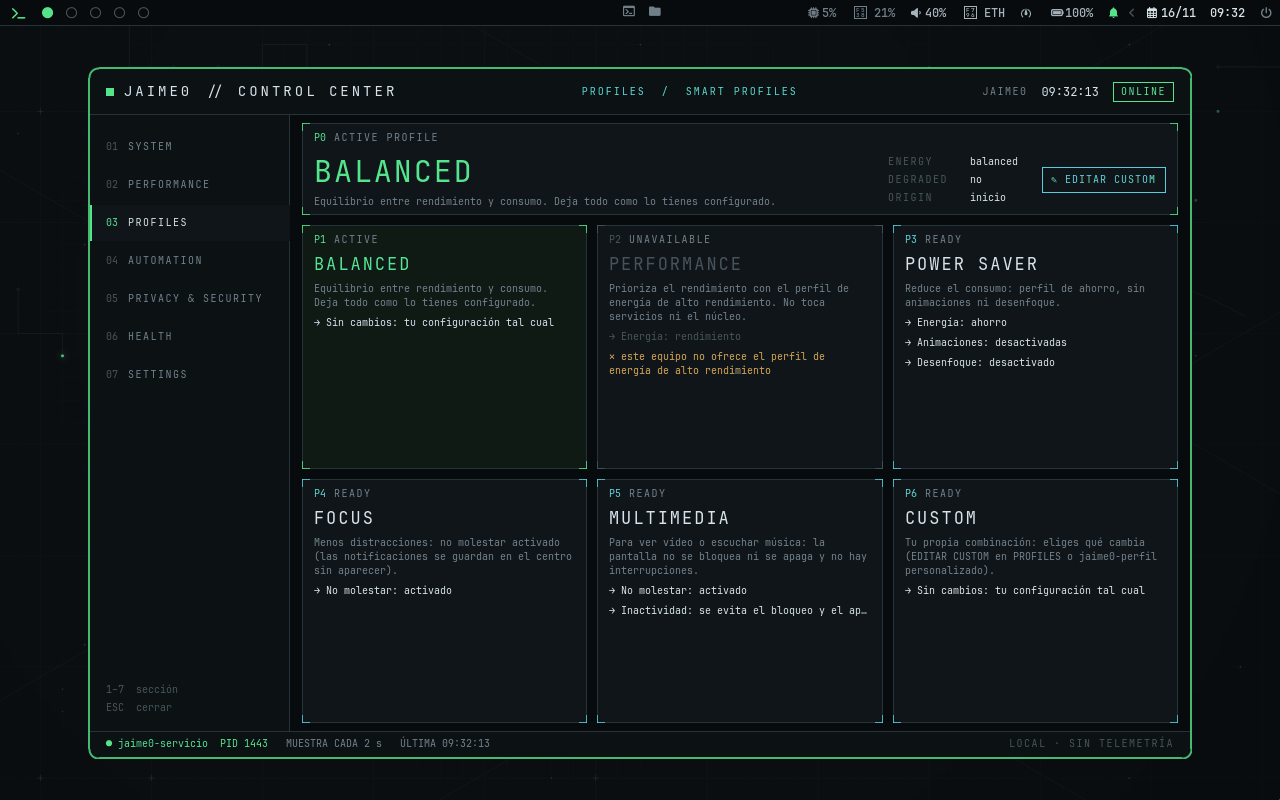 5% 21% 40% ETH 100% 16/11 09:32
JAIME0 // CONTROL CENTER
PROFILES / SMART PROFILES
JAIME0 09:32:13 ONLINE
01 SYSTEM
02 PERFORMANCE
03 PROFILES
04 AUTOMATION
05 PRIVACY & SECURITY
06 HEALTH
07 SETTINGS
1-7 sección
ESC cerrar
P0 ACTIVE PROFILE
BALANCED
Equilibrio entre rendimiento y consumo. Deja todo como lo tienes configurado.
ENERGY balanced
DEGRADED no
ORIGIN inicio
✎ EDITAR CUSTOM
P1 ACTIVE
BALANCED
Equilibrio entre rendimiento y consumo.
Deja todo como lo tienes configurado.
→ Sin cambios: tu configuración tal cual
P2 UNAVAILABLE
PERFORMANCE
Prioriza el rendimiento con el perfil de
energía de alto rendimiento. No toca
servicios ni el núcleo.
→ Energía: rendimiento
× este equipo no ofrece el perfil de
energía de alto rendimiento
P3 READY
POWER SAVER
Reduce el consumo: perfil de ahorro, sin
animaciones ni desenfoque.
→ Energía: ahorro
→ Animaciones: desactivadas
→ Desenfoque: desactivado
P4 READY
FOCUS
Menos distracciones: no molestar activado
(las notificaciones se guardan en el centro
sin aparecer).
→ No molestar: activado
P5 READY
MULTIMEDIA
Para ver vídeo o escuchar música: la
pantalla no se bloquea ni se apaga y no hay
interrupciones.
→ No molestar: activado
→ Inactividad: se evita el bloqueo y el ap…
P6 READY
CUSTOM
Tu propia combinación: eliges qué cambia
(EDITAR CUSTOM en PROFILES o jaime0-perfil
personalizado).
→ Sin cambios: tu configuración tal cual
jaime0-servicio PID 1443 MUESTRA CADA 2 s ÚLTIMA 09:32:13
LOCAL · SIN TELEMETRÍA